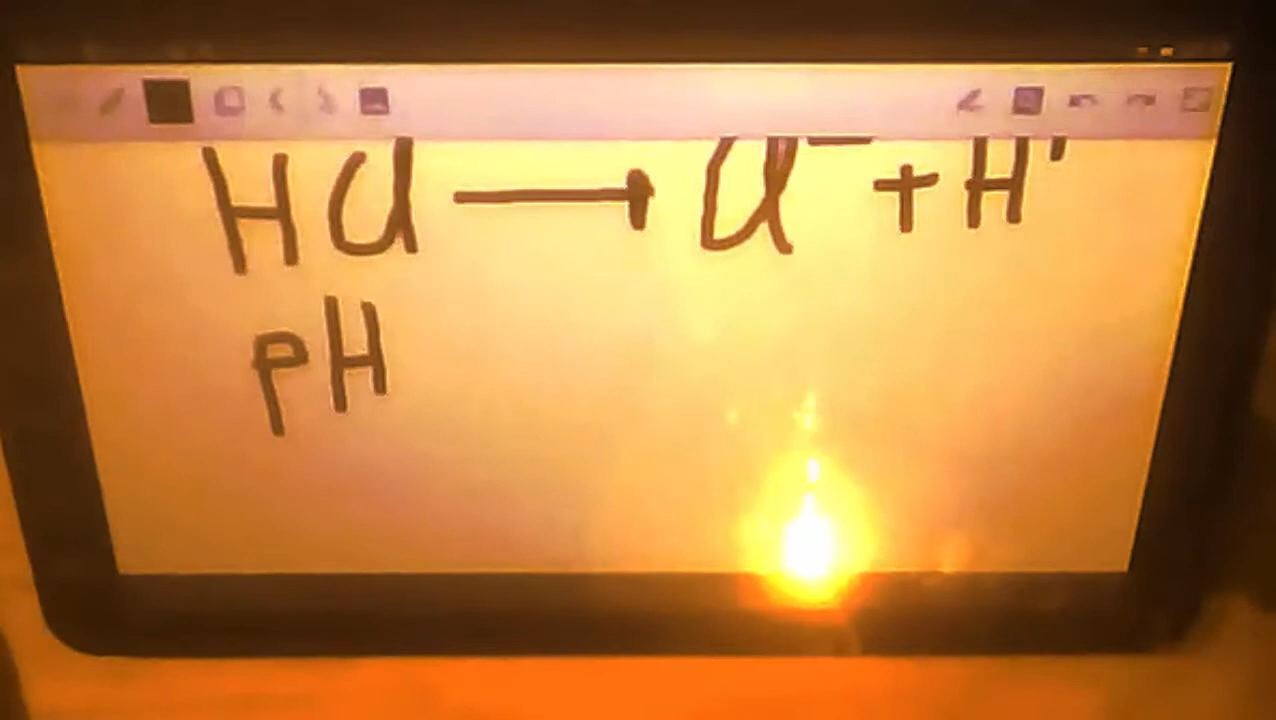 HCl → Cl⁻ + H⁺
pH